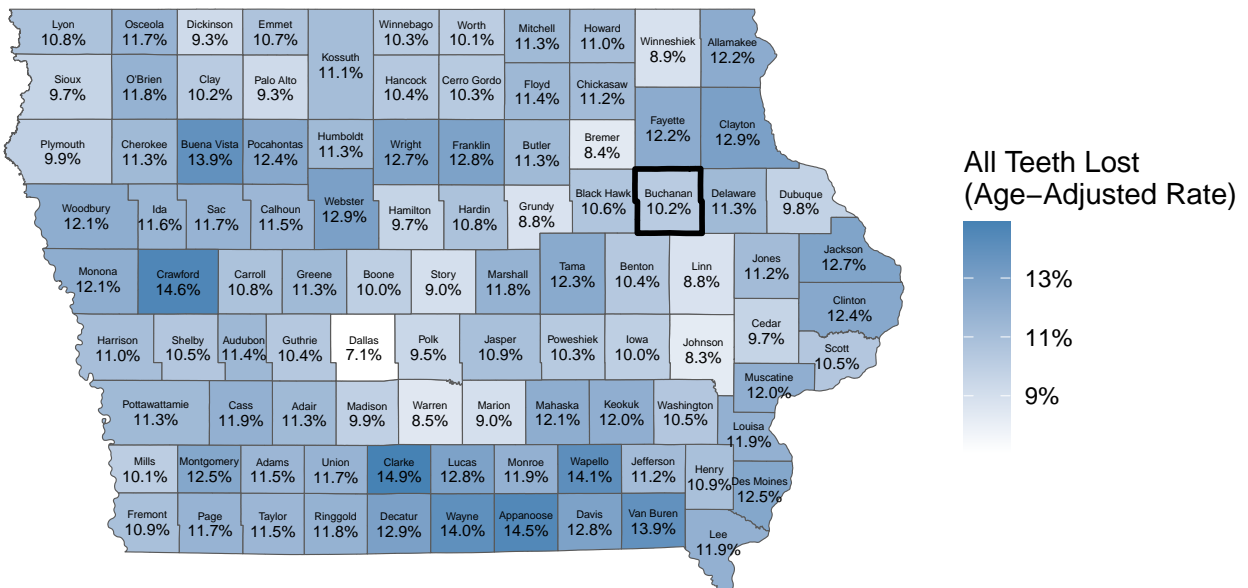 Lyon
10.8%
Osceola
11.7%
Dickinson
9.3%
Emmet
10.7%
Kossuth
11.1%
Winnebago
10.3%
Worth
10.1%
Mitchell
11.3%
Howard
11.0%
Winneshiek
8.9%
Allamakee
12.2%
Sioux
9.7%
O'Brien
11.8%
Clay
10.2%
Palo Alto
9.3%
Hancock
10.4%
Cerro Gordo
10.3%
Floyd
11.4%
Chickasaw
11.2%
Fayette
12.2%
Clayton
12.9%
Plymouth
9.9%
Cherokee
11.3%
Buena Vista
13.9%
Pocahontas
12.4%
Humboldt
11.3%
Wright
12.7%
Franklin
12.8%
Butler
11.3%
Bremer
8.4%
Woodbury
12.1%
Ida
11.6%
Sac
11.7%
Calhoun
11.5%
Webster
12.9%
Hamilton
9.7%
Hardin
10.8%
Grundy
8.8%
Black Hawk
10.6%
Buchanan
10.2%
Delaware
11.3%
Dubuque
9.8%
Monona
12.1%
Crawford
14.6%
Carroll
10.8%
Greene
11.3%
Boone
10.0%
Story
9.0%
Marshall
11.8%
Tama
12.3%
Benton
10.4%
Linn
8.8%
Jones
11.2%
Jackson
12.7%
Clinton
12.4%
Harrison
11.0%
Shelby
10.5%
Audubon
11.4%
Guthrie
10.4%
Dallas
7.1%
Polk
9.5%
Jasper
10.9%
Poweshiek
10.3%
Iowa
10.0%
Johnson
8.3%
Cedar
9.7%
Scott
10.5%
Muscatine
12.0%
Pottawattamie
11.3%
Cass
11.9%
Adair
11.3%
Madison
9.9%
Warren
8.5%
Marion
9.0%
Mahaska
12.1%
Keokuk
12.0%
Washington
10.5%
Louisa
11.9%
Mills
10.1%
Montgomery
12.5%
Adams
11.5%
Union
11.7%
Clarke
14.9%
Lucas
12.8%
Monroe
11.9%
Wapello
14.1%
Jefferson
11.2%
Henry
10.9%
Des Moines
12.5%
Fremont
10.9%
Page
11.7%
Taylor
11.5%
Ringgold
11.8%
Decatur
12.9%
Wayne
14.0%
Appanoose
14.5%
Davis
12.8%
Van Buren
13.9%
Lee
11.9%
All Teeth Lost
(Age−Adjusted Rate)
13%
11%
9%